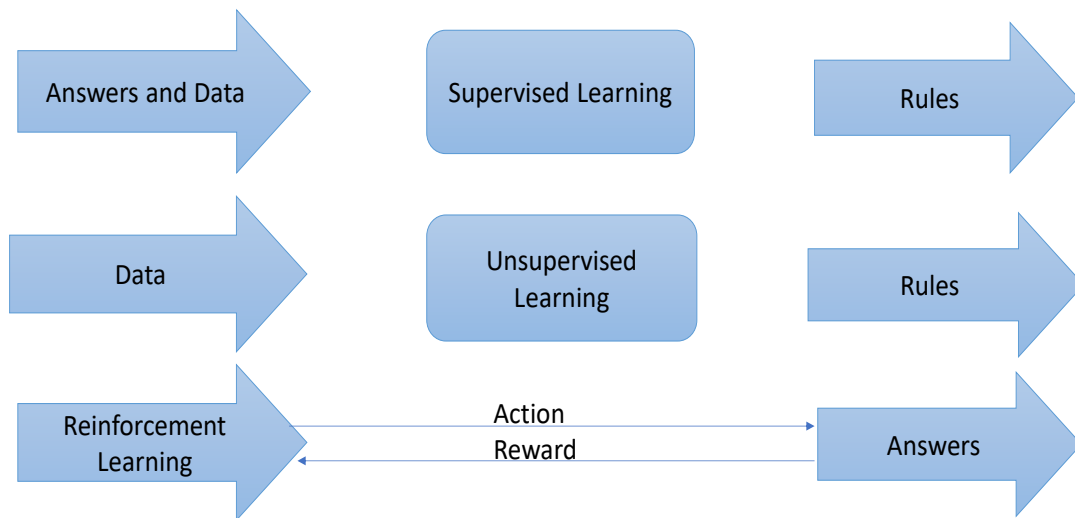 Answers and Data
Supervised Learning
Rules
Data
Unsupervised
Learning
Rules
Reinforcement
Learning
Action
Reward
Answers